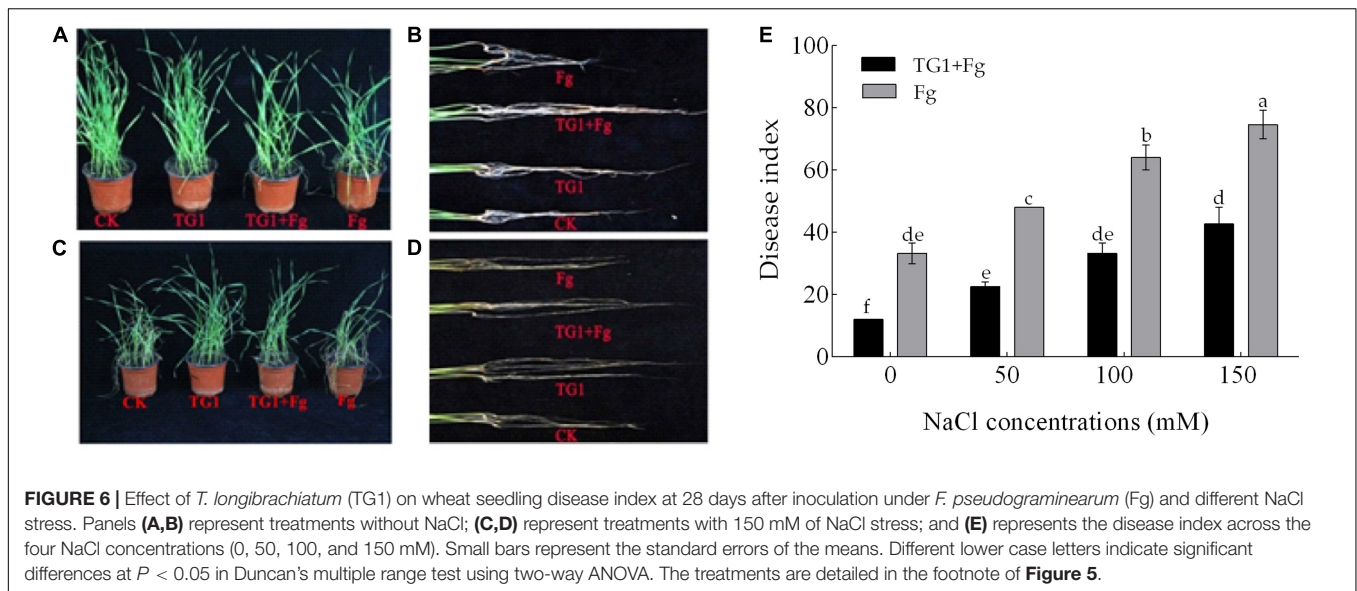 A
CK
TG1
TG1+Fg
Fg
B
Fg
TG1+Fg
TG1
CK
C
CK
TG1
TG1+Fg
Fg
D
Fg
TG1+Fg
TG1
CK
E
100
80
60
40
20
0
Disease index
TG1+Fg
Fg
f
de
e
c
de
b
d
a
0 50 100 150
NaCl concentrations (mM)
FIGURE 6 | Effect of T. longibrachiatum (TG1) on wheat seedling disease index at 28 days after inoculation under F. pseudograminearum (Fg) and different NaCl
stress. Panels (A,B) represent treatments without NaCl; (C,D) represent treatments with 150 mM of NaCl stress; and (E) represents the disease index across the
four NaCl concentrations (0, 50, 100, and 150 mM). Small bars represent the standard errors of the means. Different lower case letters indicate significant
differences at P < 0.05 in Duncan's multiple range test using two-way ANOVA. The treatments are detailed in the footnote of Figure 5.